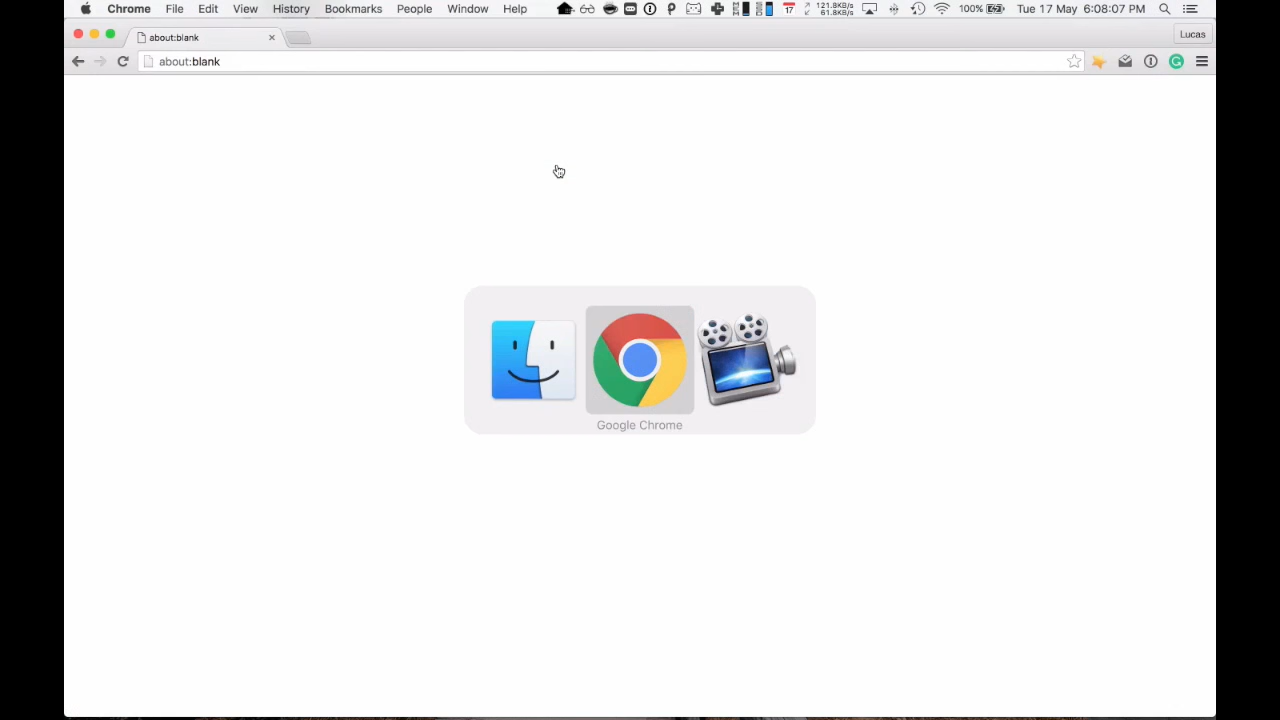 Chrome File Edit View History Bookmarks People Window Help 17 121.8KB/s 61.8KB/s 100% Tue 17 May 6:08:07 PM
about:blank Lucas
about:blank
Google Chrome